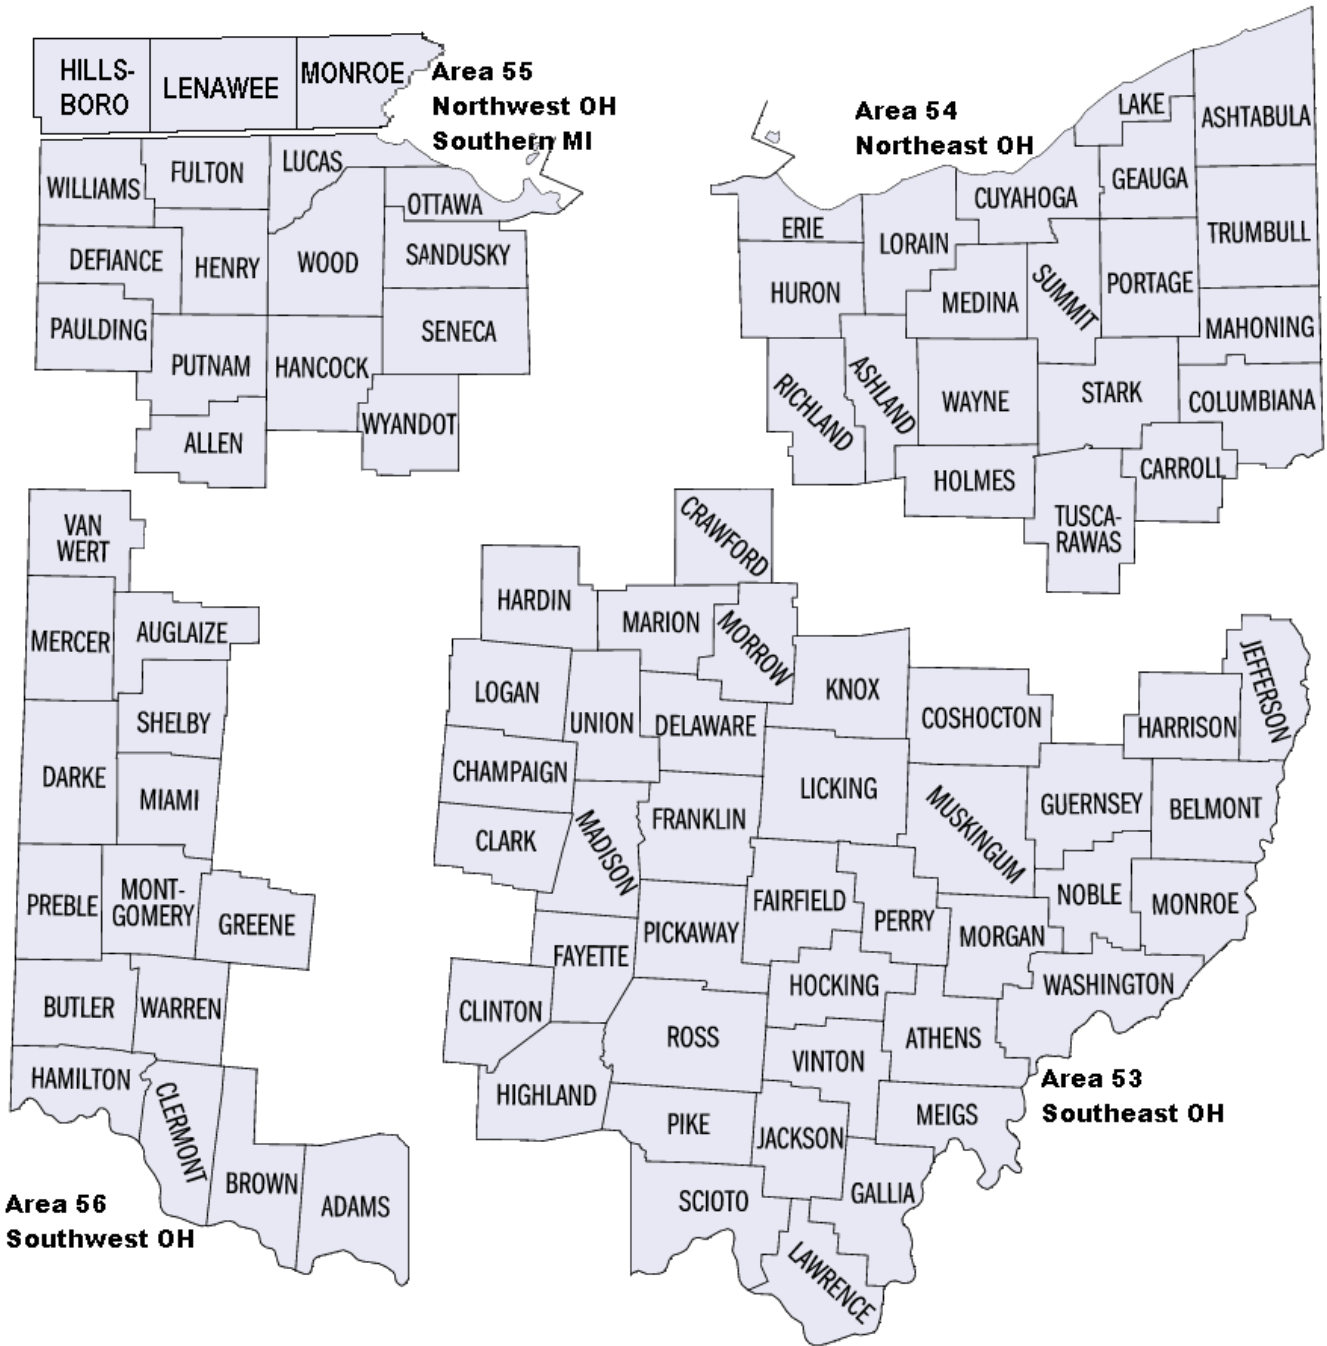 HILLS-
BORO
LENAWEE
MONROE
Area 55
Northwest OH
Southern MI
WILLIAMS
FULTON
LUCAS
OTTAWA
DEFIANCE
HENRY
WOOD
SANDUSKY
PAULDING
PUTNAM
HANCOCK
SENECA
ALLEN
WYANDOT
Area 54
Northeast OH
LAKE
ASHTABULA
GEAUGA
CUYAHOGA
ERIE
LORAIN
TRUMBULL
HURON
MEDINA
SUMMIT
PORTAGE
MAHONING
RICHLAND
ASHLAND
WAYNE
STARK
COLUMBIANA
HOLMES
CARROLL
TUSCA-
RAWAS
VAN
WERT
MERCER
AUGLAIZE
SHELBY
DARKE
MIAMI
PREBLE
MONT-
GOMERY
GREENE
BUTLER
WARREN
HAMILTON
CLERMONT
BROWN
ADAMS
Area 56
Southwest OH
CRAWFORD
HARDIN
MARION
MORROW
LOGAN
UNION
DELAWARE
KNOX
COSHOCTON
HARRISON
JEFFERSON
CHAMPAIGN
LICKING
MUSKINGUM
GUERNSEY
BELMONT
CLARK
MADISON
FRANKLIN
FAIRFIELD
PERRY
NOBLE
MONROE
PICKAWAY
MORGAN
FAYETTE
HOCKING
WASHINGTON
CLINTON
ROSS
VINTON
ATHENS
HIGHLAND
PIKE
JACKSON
MEIGS
SCIOTO
GALLIA
LAWRENCE
Area 53
Southeast OH